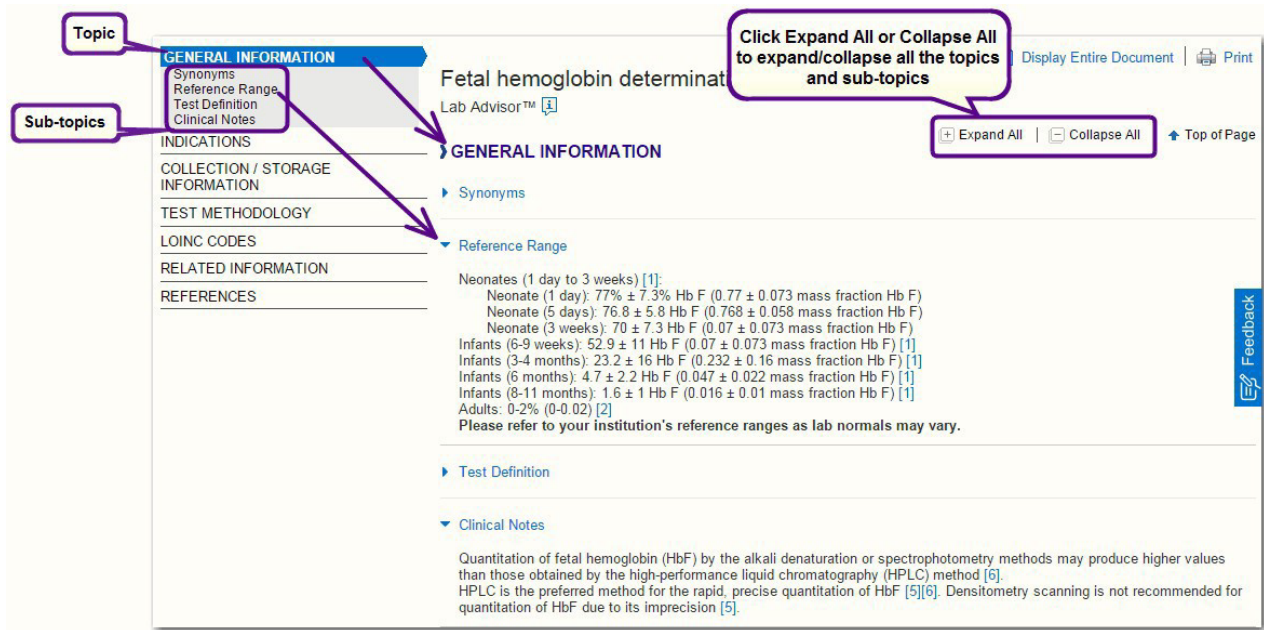 Topic
Sub-topics
GENERAL INFORMATION
Synonyms
Reference Range
Test Definition
Clinical Notes
INDICATIONS
COLLECTION / STORAGE
INFORMATION
TEST METHODOLOGY
LOINC CODES
RELATED INFORMATION
REFERENCES
Click Expand All or Collapse All
to expand/collapse all the topics
and sub-topics
Display Entire Document | Print
Fetal hemoglobin determinat
Lab Advisor™
Expand All | Collapse All Top of Page
GENERAL INFORMATION
Synonyms
Reference Range
Neonates (1 day to 3 weeks) [1]:
Neonate (1 day): 77% ± 7.3% Hb F (0.77 ± 0.073 mass fraction Hb F)
Neonate (5 days): 76.8 ± 5.8 Hb F (0.768 ± 0.058 mass fraction Hb F)
Neonate (3 weeks): 70 ± 7.3 Hb F (0.07 ± 0.073 mass fraction Hb F)
Infants (6-9 weeks): 52.9 ± 11 Hb F (0.07 ± 0.073 mass fraction Hb F) [1]
Infants (3-4 months): 23.2 ± 16 Hb F (0.232 ± 0.16 mass fraction Hb F) [1]
Infants (6 months): 4.7 ± 2.2 Hb F (0.047 ± 0.022 mass fraction Hb F) [1]
Infants (8-11 months): 1.6 ± 1 Hb F (0.016 ± 0.01 mass fraction Hb F) [1]
Adults: 0-2% (0-0.02) [2]
Please refer to your institution's reference ranges as lab normals may vary.
Test Definition
Clinical Notes
Quantitation of fetal hemoglobin (HbF) by the alkali denaturation or spectrophotometry methods may produce higher values
than those obtained by the high-performance liquid chromatography (HPLC) method [6].
HPLC is the preferred method for the rapid, precise quantitation of HbF [5][6]. Densitometry scanning is not recommended for
quantitation of HbF due to its imprecision [5].
Feedback